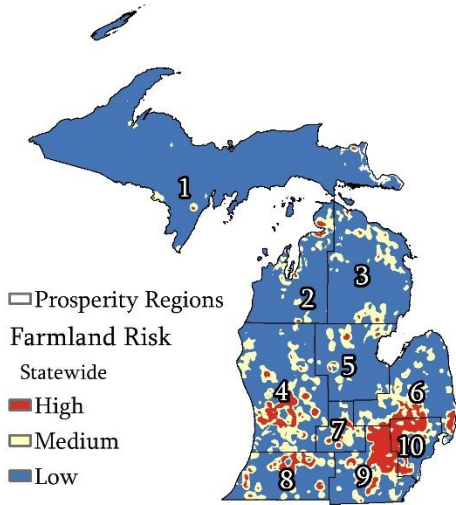 1
3
2
Prosperity Regions
Farmland Risk
5
Statewide
4
6
High
7
Medium
10
9
8
Low